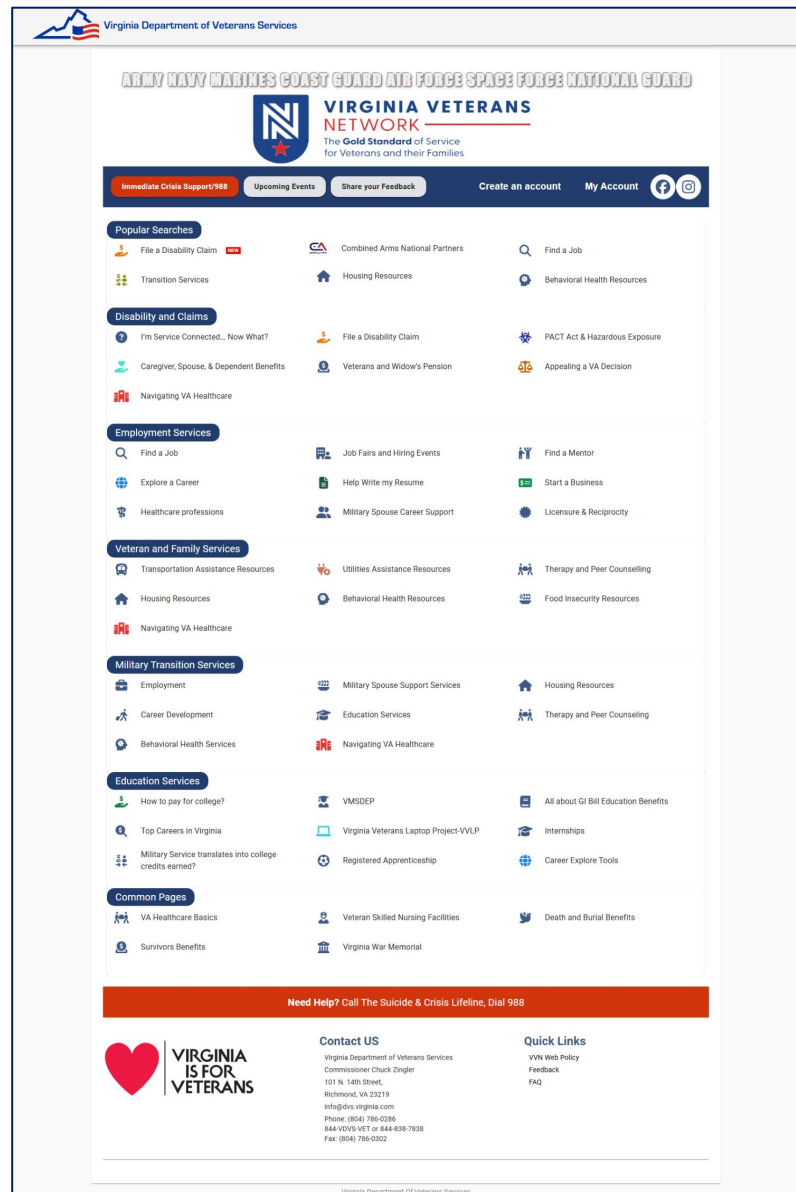 Virginia Department of Veterans Services
ARMY NAVY MARINES COAST GUARD AIR FORCE SPACE FORCE NATIONAL GUARD
VIRGINIA VETERANS
NETWORK
The Gold Standard of Service
for Veterans and their Families
Immediate Crisis Support/988 Upcoming Events Share your Feedback Create an account My Account
Popular Searches
File a Disability Claim NEW Combined Arms National Partners Find a Job
Transition Services Housing Resources Behavioral Health Resources
Disability and Claims
I'm Service Connected... Now What? File a Disability Claim PACT Act & Hazardous Exposure
Caregiver, Spouse, & Dependent Benefits Veterans and Widow's Pension Appealing a VA Decision
Navigating VA Healthcare
Employment Services
Find a Job Job Fairs and Hiring Events Find a Mentor
Explore a Career Help Write my Resume Start a Business
Healthcare professions Military Spouse Career Support Licensure & Reciprocity
Veteran and Family Services
Transportation Assistance Resources Utilities Assistance Resources Therapy and Peer Counselling
Housing Resources Behavioral Health Resources Food Insecurity Resources
Navigating VA Healthcare
Military Transition Services
Employment Military Spouse Support Services Housing Resources
Career Development Education Services Therapy and Peer Counseling
Behavioral Health Services Navigating VA Healthcare
Education Services
How to pay for college? VMSDEP All about GI Bill Education Benefits
Top Careers in Virginia Virginia Veterans Laptop Project-VVLP Internships
Military Service translates into college
credits earned? Registered Apprenticeship Career Explore Tools
Common Pages
VA Healthcare Basics Veteran Skilled Nursing Facilities Death and Burial Benefits
Survivors Benefits Virginia War Memorial
Need Help? Call The Suicide & Crisis Lifeline, Dial 988
VIRGINIA
IS FOR
VETERANS
Contact US
Virginia Department of Veterans Services
Commissioner Chuck Zingler
101 N. 14th Street,
Richmond, VA 23219
info@dvs.virginia.com
Phone: (804) 786-0286
844-VDVS-VET or 844-838-7838
Fax: (804) 786-0302
Quick Links
VVN Web Policy
Feedback
FAQ
Virginia Department Of Veterans Services